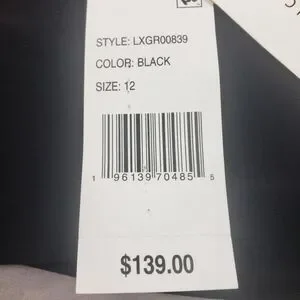 STYLE: LXGR00839
COLOR: BLACK
SIZE: 12
1 96139 70485 5
$139.00